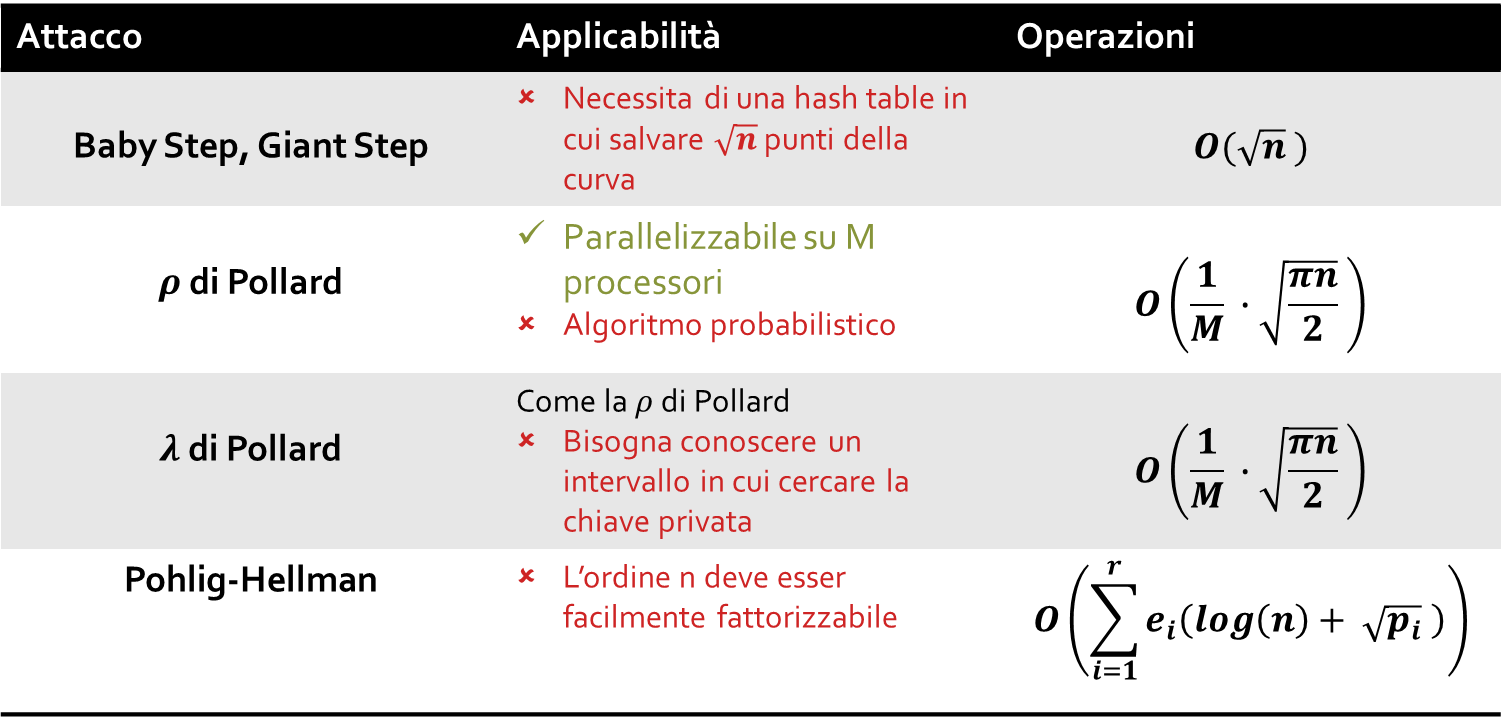 Attacco Applicabilità Operazioni
Baby Step, Giant Step
✗ Necessita di una hash table in
cui salvare √n punti della
curva
O(√n)
ρ di Pollard
✓ Parallelizzabile su M
processori
✗ Algoritmo probabilistico
O(1/M · √(πn/2))
λ di Pollard
Come la ρ di Pollard
✗ Bisogna conoscere un
intervallo in cui cercare la
chiave privata
O(1/M · √(πn/2))
Pohlig-Hellman
✗ L’ordine n deve esser
facilmente fattorizzabile
O(∑_{i=1}^{r} e_i(log(n) + √p_i))